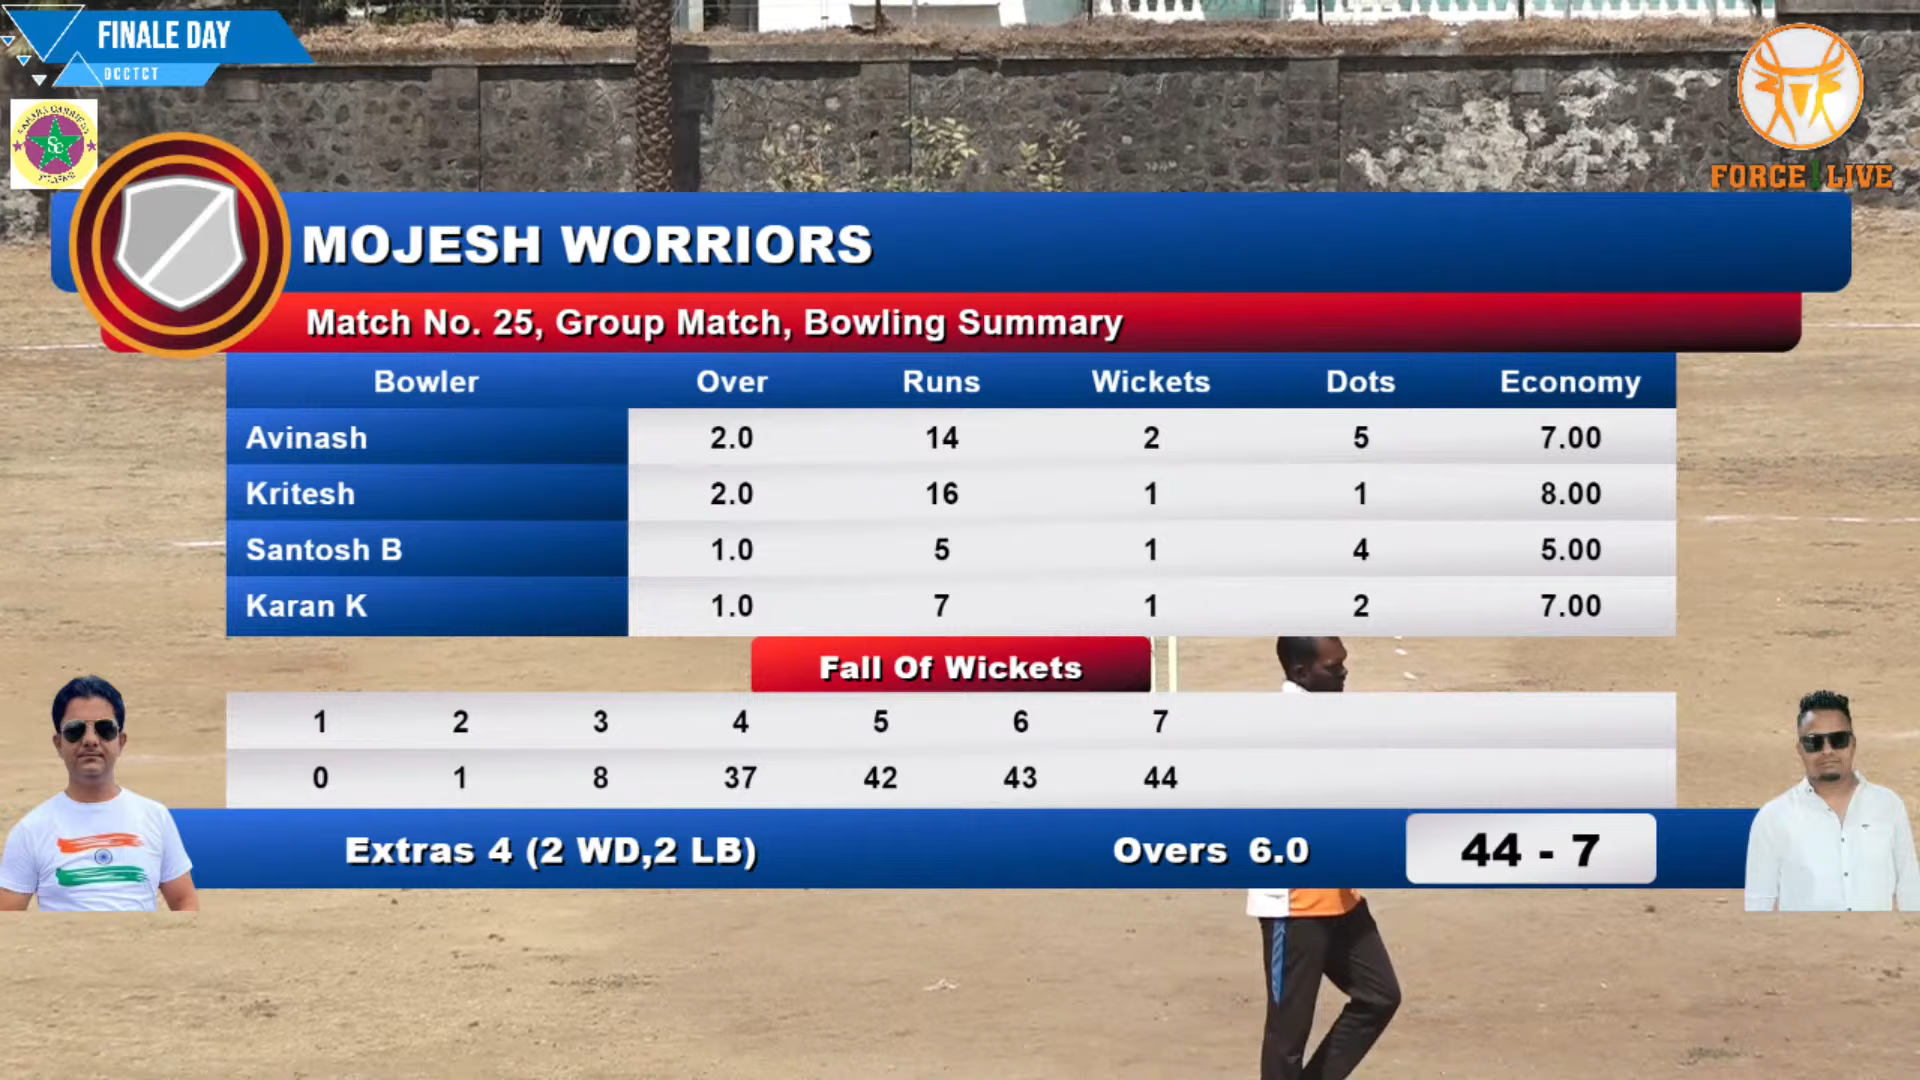 FINALE DAY
DCCTCT
SC
FORCE LIVE
MOJESH WORRIORS
Match No. 25, Group Match, Bowling Summary
Bowler Over Runs Wickets Dots Economy
Avinash 2.0 14 2 5 7.00
Kritesh 2.0 16 1 1 8.00
Santosh B 1.0 5 1 4 5.00
Karan K 1.0 7 1 2 7.00
Fall Of Wickets
1 2 3 4 5 6 7
0 1 8 37 42 43 44
Extras 4 (2 WD,2 LB) Overs 6.0 44 - 7